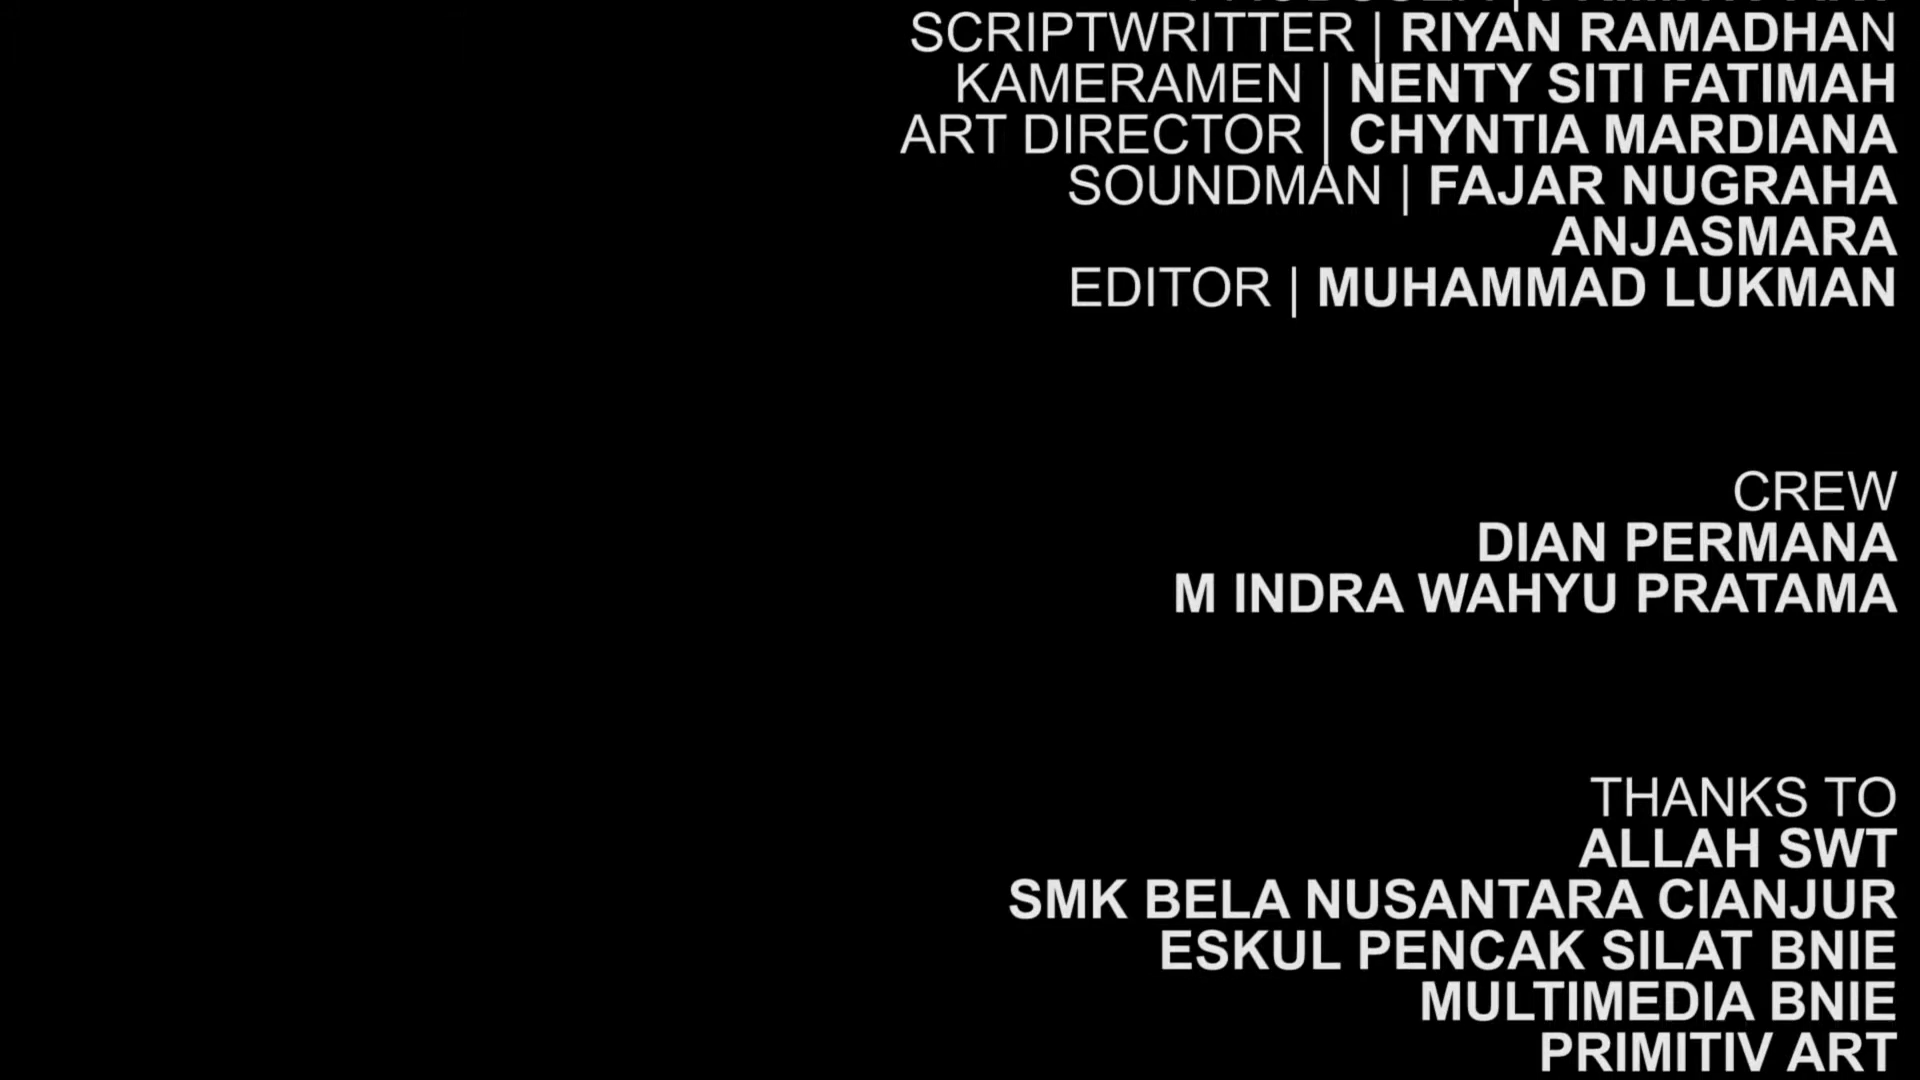 SCRIPTWRITTER | RIYAN RAMADHAN
KAMERAMEN | NENTY SITI FATIMAH
ART DIRECTOR | CHYNTIA MARDIANA
SOUNDMAN | FAJAR NUGRAHA
ANJASMARA
EDITOR | MUHAMMAD LUKMAN
CREW
DIAN PERMANA
M INDRA WAHYU PRATAMA
THANKS TO
ALLAH SWT
SMK BELA NUSANTARA CIANJUR
ESKUL PENCAK SILAT BNIE
MULTIMEDIA BNIE
PRIMITIV ART